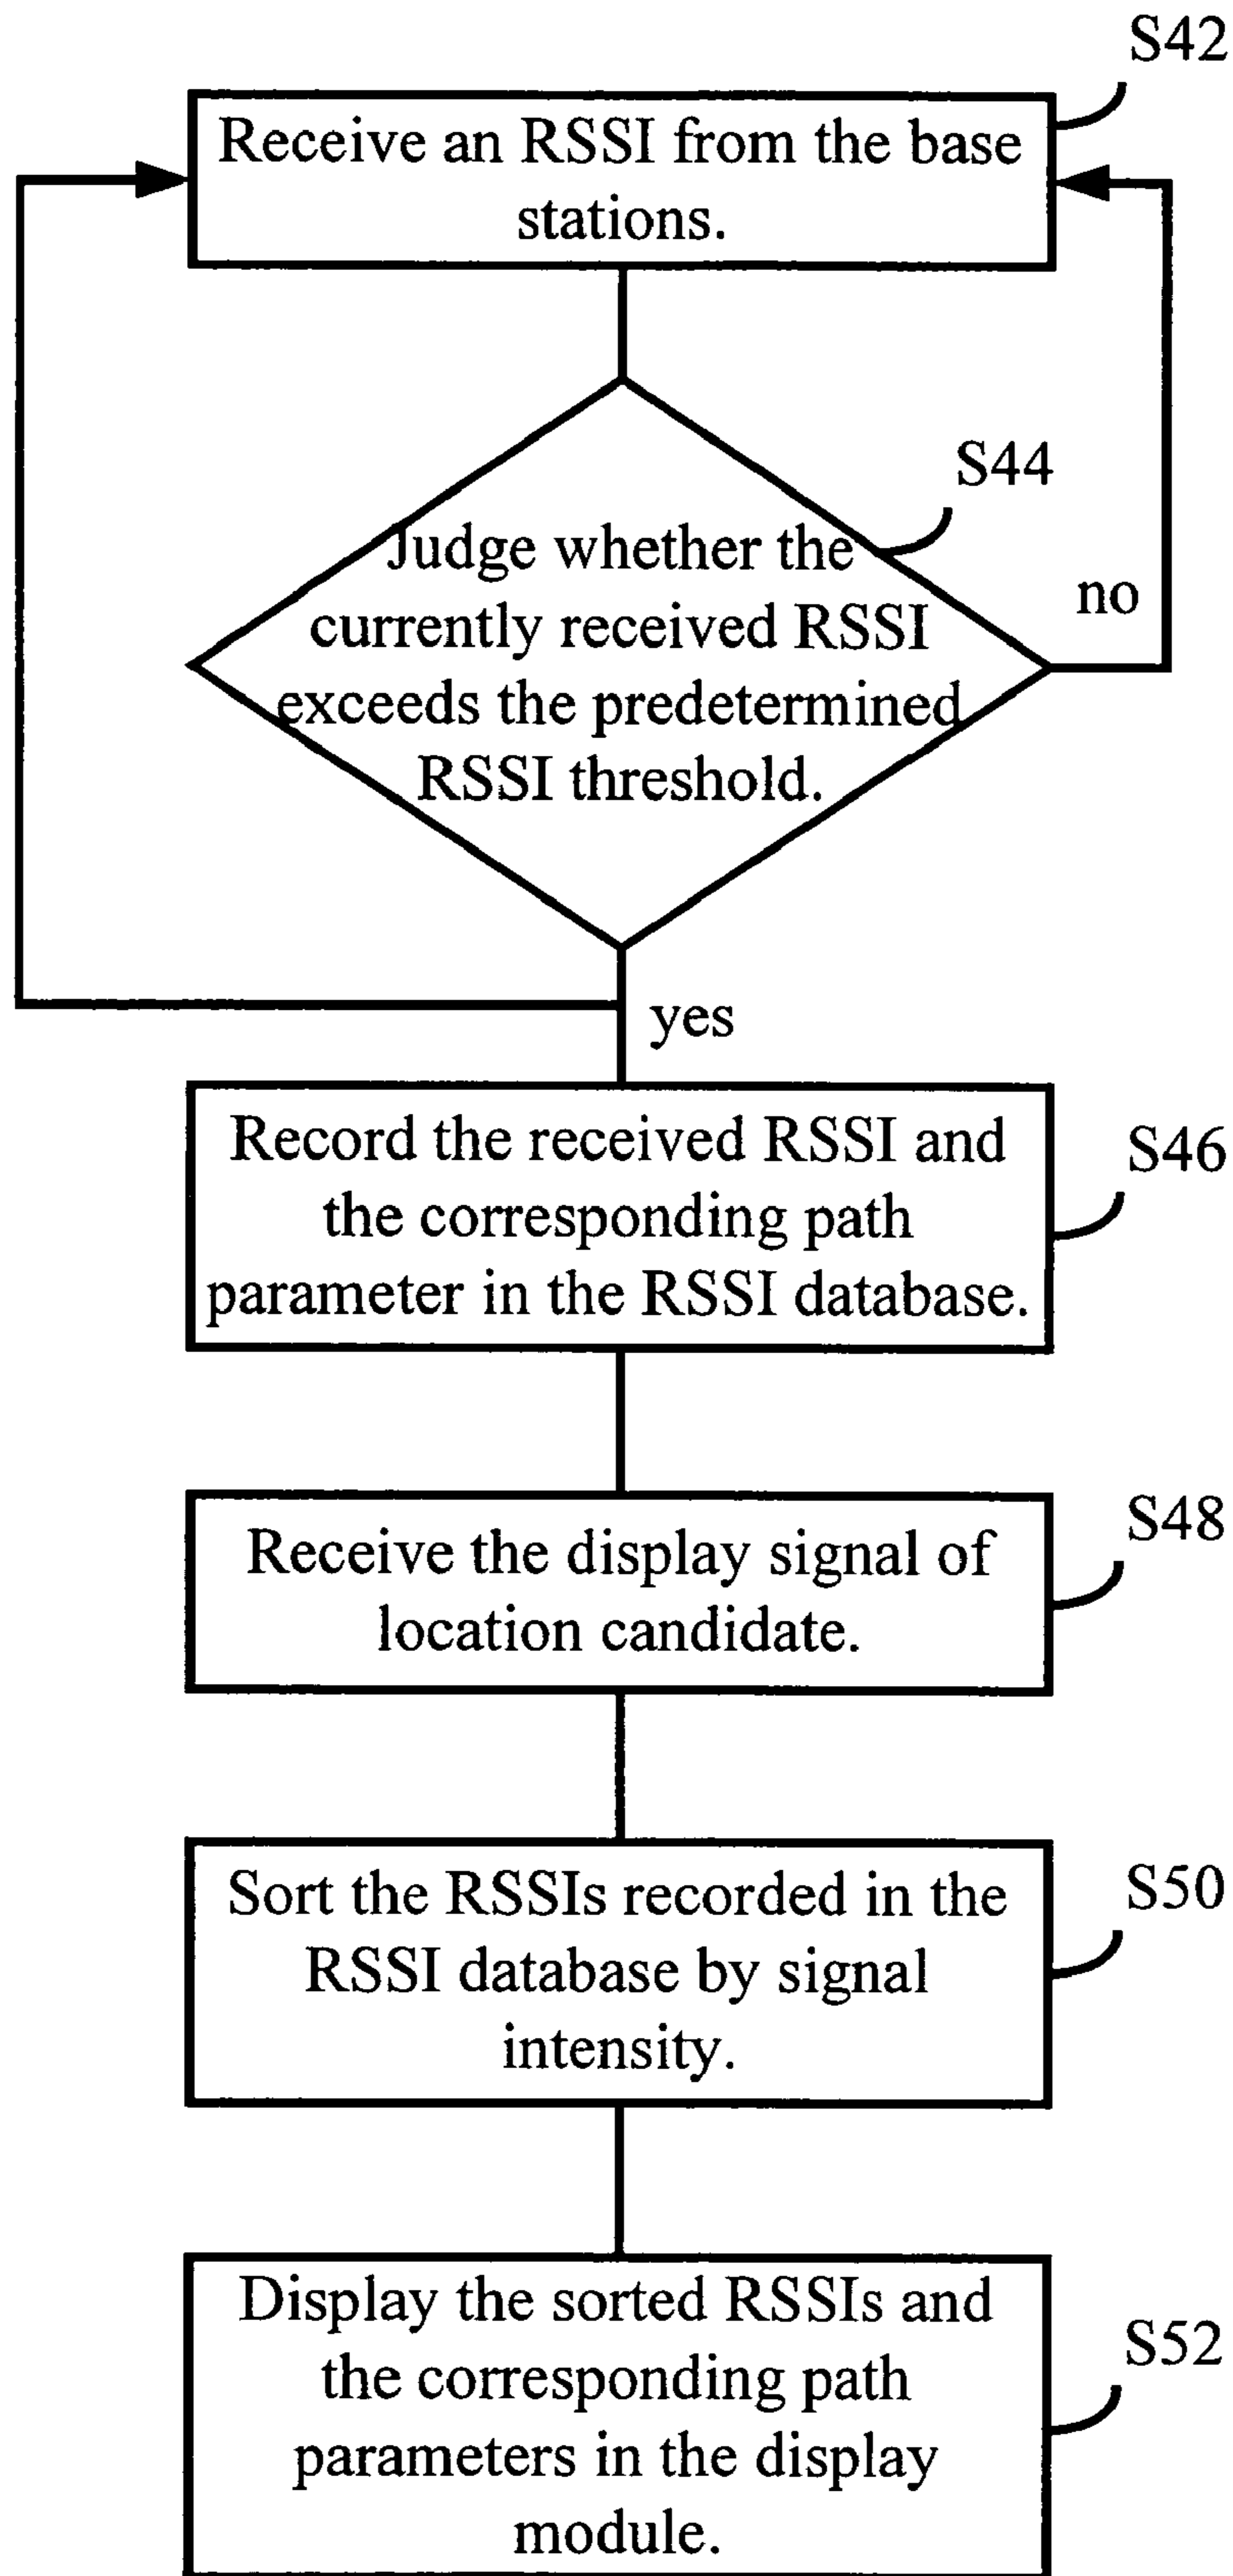 S42
Receive an RSSI from the base
stations.
S44
Judge whether the
currently received RSSI
exceeds the predetermined
RSSI threshold.
no
yes
Record the received RSSI and
the corresponding path
parameter in the RSSI database.
S46
Receive the display signal of
location candidate.
S48
Sort the RSSIs recorded in the
RSSI database by signal
intensity.
S50
Display the sorted RSSIs and
the corresponding path
parameters in the display
module.
S52